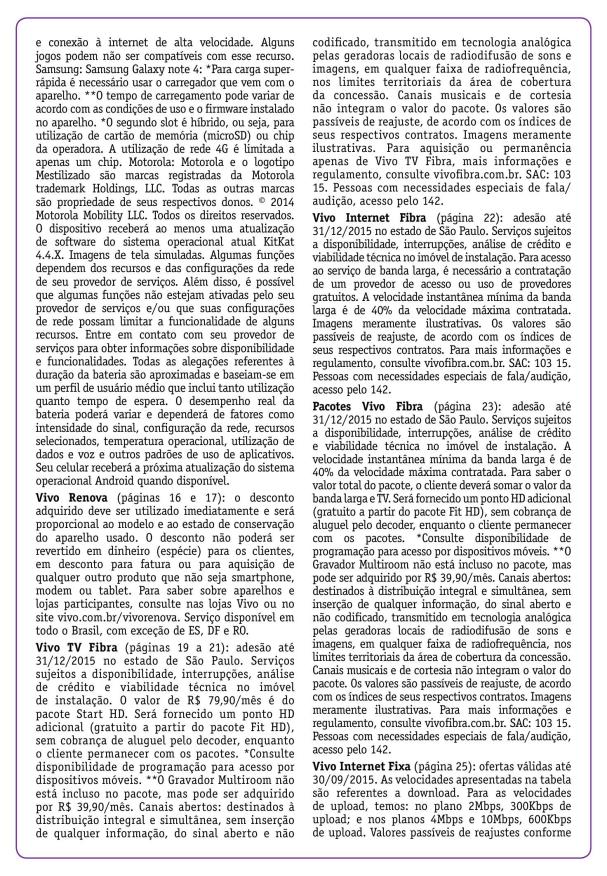 e conexão à internet de alta velocidade. Alguns
jogos podem não ser compatíveis com esse recurso.
Samsung: Samsung Galaxy note 4: *Para carga super-
rápida é necessário usar o carregador que vem com o
aparelho. **O tempo de carregamento pode variar de
acordo com as condições de uso e o firmware instalado
no aparelho. *O segundo slot é híbrido, ou seja, para
utilização de cartão de memória (microSD) ou chip
da operadora. A utilização de rede 4G é limitada a
apenas um chip. Motorola: Motorola e o logotipo
Mestilizado são marcas registradas da Motorola
trademark Holdings, LLC. Todas as outras marcas
são propriedade de seus respectivos donos. © 2014
Motorola Mobility LLC. Todos os direitos reservados.
O dispositivo receberá ao menos uma atualização
de software do sistema operacional atual KitKat
4.4.X. Imagens de tela simuladas. Algumas funções
dependem dos recursos e das configurações da rede
de seu provedor de serviços. Além disso, é possível
que algumas funções não estejam ativadas pelo seu
provedor de serviços e/ou que suas configurações
de rede possam limitar a funcionalidade de alguns
recursos. Entre em contato com seu provedor de
serviços para obter informações sobre disponibilidade
e funcionalidades. Todas as alegações referentes à
duração da bateria são aproximadas e baseiam-se em
um perfil de usuário médio que inclui tanto utilização
quanto tempo de espera. O desempenho real da
bateria poderá variar e dependerá de fatores como
intensidade do sinal, configuração da rede, recursos
selecionados, temperatura operacional, utilização de
dados e voz e outros padrões de uso de aplicativos.
Seu celular receberá a próxima atualização do sistema
operacional Android quando disponível.
Vivo Renova (páginas 16 e 17): o desconto
adquirido deve ser utilizado imediatamente e será
proporcional ao modelo e ao estado de conservação
do aparelho usado. O desconto não poderá ser
revertido em dinheiro (espécie) para os clientes,
em desconto para fatura ou para aquisição de
qualquer outro produto que não seja smartphone,
modem ou tablet. Para saber sobre aparelhos e
lojas participantes, consulte nas lojas Vivo ou no
site vivo.com.br/vivorenova. Serviço disponível em
todo o Brasil, com exceção de ES, DF e RO.
Vivo TV Fibra (páginas 19 a 21): adesão até
31/12/2015 no estado de São Paulo. Serviços
sujeitos a disponibilidade, interrupções, análise
de crédito e viabilidade técnica no imóvel
de instalação. O valor de R$ 79,90/mês é do
pacote Start HD. Será fornecido um ponto HD
adicional (gratuito a partir do pacote Fit HD),
sem cobrança de aluguel pelo decoder, enquanto
o cliente permanecer com os pacotes. *Consulte
disponibilidade de programação para acesso por
dispositivos móveis. **O Gravador Multiroom não
está incluso no pacote, mas pode ser adquirido
por R$ 39,90/mês. Canais abertos: destinados à
distribuição integral e simultânea, sem inserção
de qualquer informação, do sinal aberto e não
codificado, transmitido em tecnologia analógica
pelas geradoras locais de radiodifusão de sons e
imagens, em qualquer faixa de radiofrequência,
nos limites territoriais da área de cobertura
da concessão. Canais musicais e de cortesia
não integram o valor do pacote. Os valores são
passíveis de reajuste, de acordo com os índices de
seus respectivos contratos. Imagens meramente
ilustrativas. Para aquisição ou permanência
apenas de Vivo TV Fibra, mais informações e
regulamento, consulte vivofibra.com.br. SAC: 103
15. Pessoas com necessidades especiais de fala/
audição, acesso pelo 142.
Vivo Internet Fibra (página 22): adesão até
31/12/2015 no estado de São Paulo. Serviços sujeitos
a disponibilidade, interrupções, análise de crédito e
viabilidade técnica no imóvel de instalação. Para acesso
ao serviço de banda larga, é necessário a contratação
de um provedor de acesso ou uso de provedores
gratuitos. A velocidade instantânea mínima da banda
larga é de 40% da velocidade máxima contratada.
Imagens meramente ilustrativas. Os valores são
passíveis de reajuste, de acordo com os índices de
seus respectivos contratos. Para mais informações e
regulamento, consulte vivofibra.com.br. SAC: 103 15.
Pessoas com necessidades especiais de fala/audição,
acesso pelo 142.
Pacotes Vivo Fibra (página 23): adesão até
31/12/2015 no estado de São Paulo. Serviços sujeitos
a disponibilidade, interrupções, análise de crédito
e viabilidade técnica no imóvel de instalação. A
velocidade instantânea mínima da banda larga é de
40% da velocidade máxima contratada. Para saber o
valor total do pacote, o cliente deverá somar o valor da
banda larga e TV. Será fornecido um ponto HD adicional
(gratuito a partir do pacote Fit HD), sem cobrança de
aluguel pelo decoder, enquanto o cliente permanecer
com os pacotes. *Consulte disponibilidade de
programação para acesso por dispositivos móveis. **O
Gravador Multiroom não está incluso no pacote, mas
pode ser adquirido por R$ 39,90/mês. Canais abertos:
destinados à distribuição integral e simultânea, sem
inserção de qualquer informação, do sinal aberto e
não codificado, transmitido em tecnologia analógica
pelas geradoras locais de radiodifusão de sons e
imagens, em qualquer faixa de radiofrequência, nos
limites territoriais da área de cobertura da concessão.
Canais musicais e de cortesia não integram o valor do
pacote. Os valores são passíveis de reajuste, de acordo
com os índices de seus respectivos contratos. Imagens
meramente ilustrativas. Para mais informações e
regulamento, consulte vivofibra.com.br. SAC: 103 15.
Pessoas com necessidades especiais de fala/audição,
acesso pelo 142.
Vivo Internet Fixa (página 25): ofertas válidas até
30/09/2015. As velocidades apresentadas na tabela
são referentes a download. Para as velocidades
de upload, temos: no plano 2Mbps, 300Kbps de
upload; e nos planos 4Mbps e 10Mbps, 600Kbps
de upload. Valores passíveis de reajustes conforme